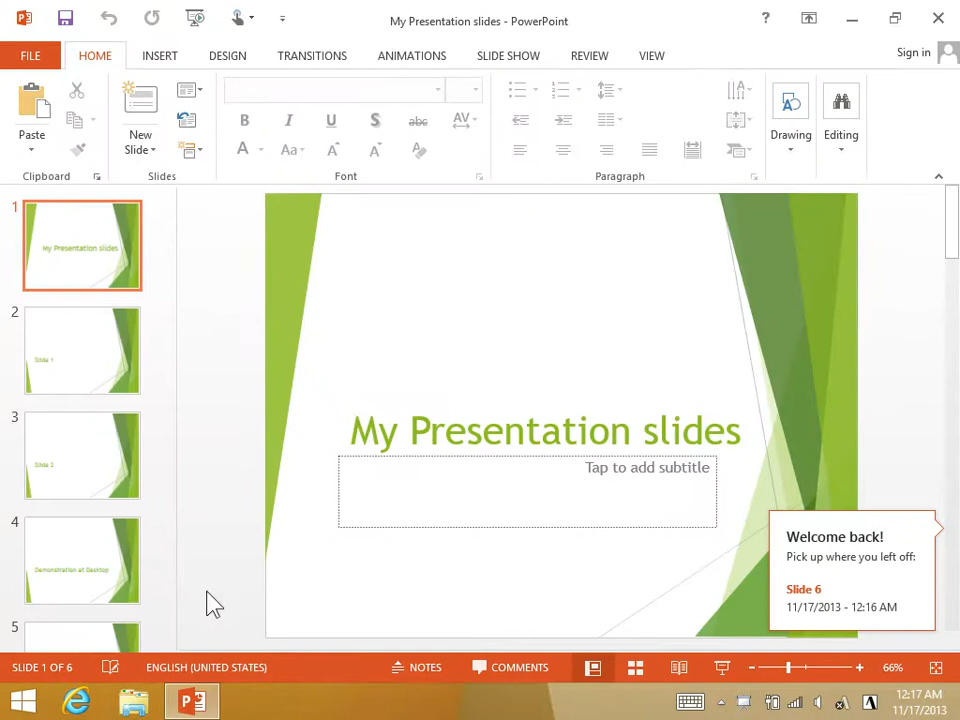 My Presentation slides - PowerPoint
?
FILE HOME INSERT DESIGN TRANSITIONS ANIMATIONS SLIDE SHOW REVIEW VIEW Sign in
B I U S abc AV
A Aa A A
Paste New Slide Drawing Editing
Clipboard Slides Font Paragraph
1
My Presentation slides
2
Slide 1
3
Slide 2
4
Demonstration at Desktop
5
My Presentation slides
Tap to add subtitle
Welcome back!
Pick up where you left off:
Slide 6
11/17/2013 - 12:16 AM
SLIDE 1 OF 6 ENGLISH (UNITED STATES) NOTES COMMENTS 66%
A 12:17 AM
11/17/2013